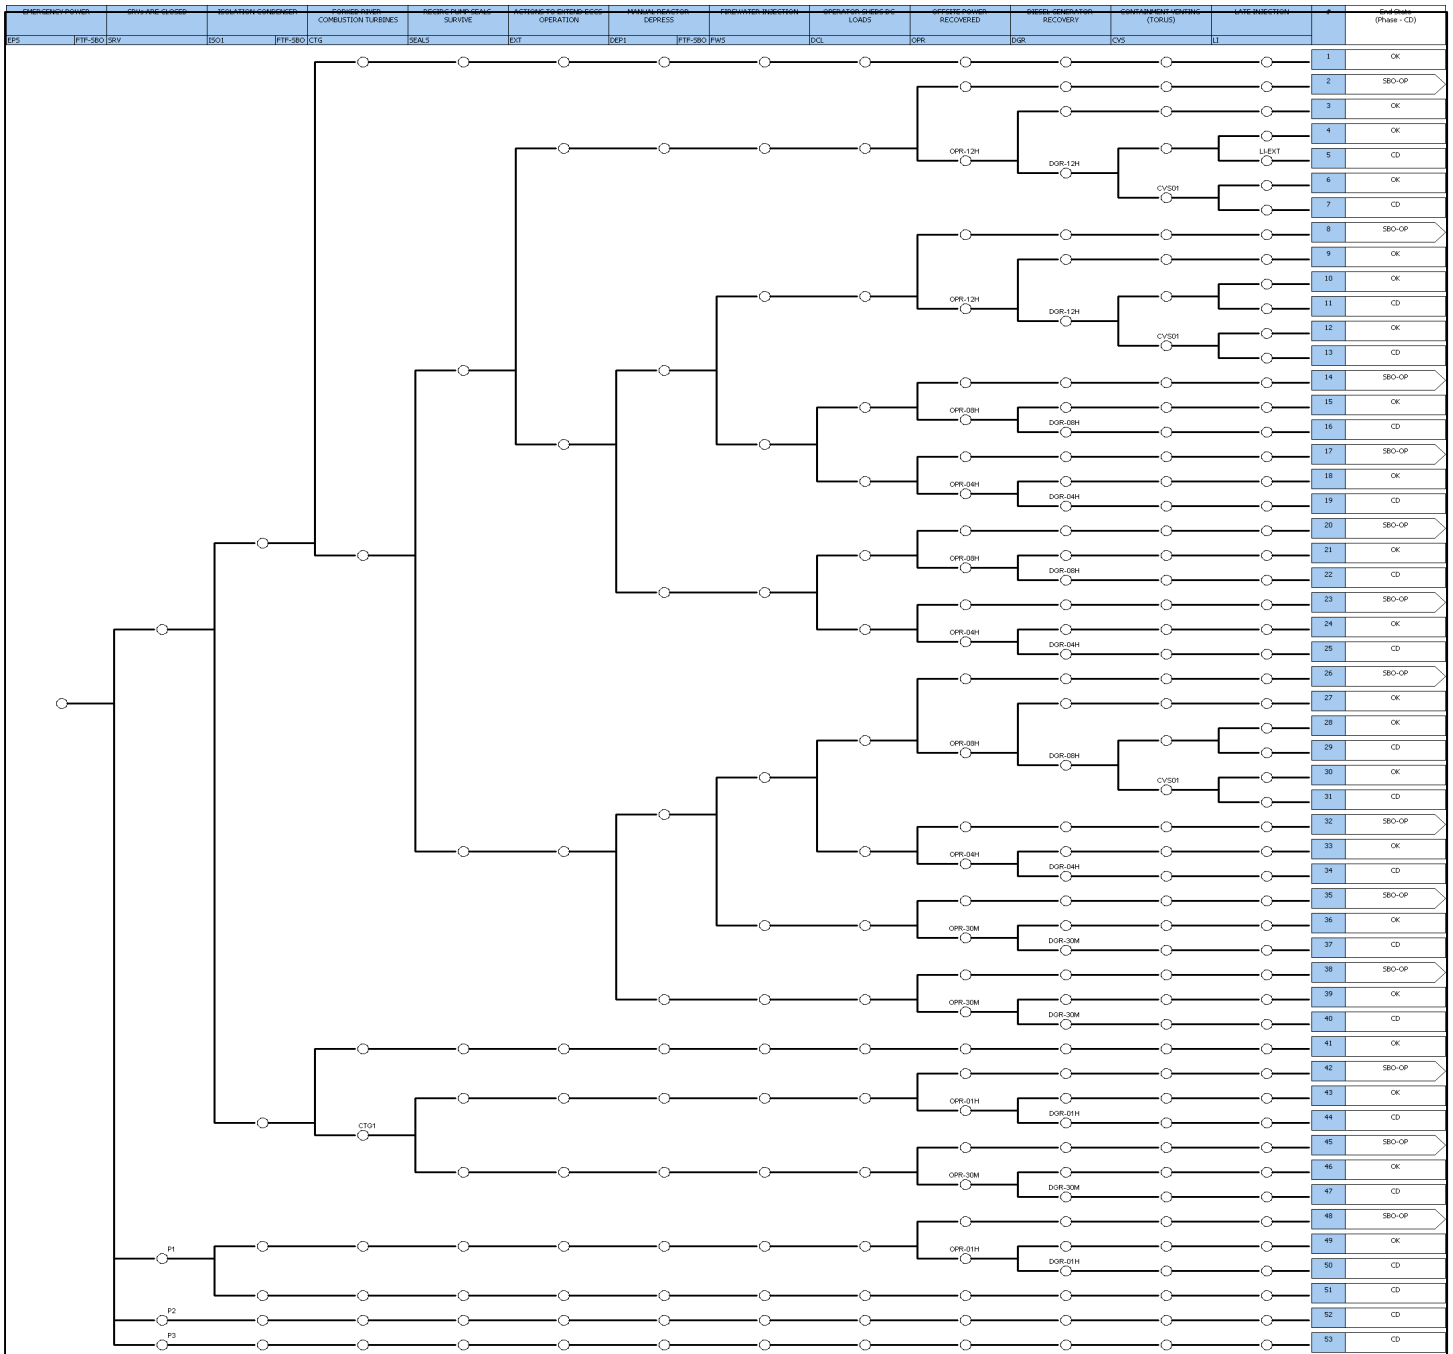 EMERGENCY POWER
SRVs ARE CLOSED
ISOLATION CONDENSER
FORKED RIVER
COMBUSTION TURBINES
RECIRC PUMP SEALS
SURVIVE
ACTIONS TO EXTEND ECCS
OPERATION
MANUAL REACTOR
DEPRESS
FIREWATER INJECTION
OPERATOR SHEDS DC
LOADS
OFFSITE POWER
RECOVERED
DIESEL GENERATOR
RECOVERY
CONTAINMENT VENTING
(TORUS)
LATE INJECTION
#
End State
(Phase - CD)
EPS
FTF-SBO
SRV
ISO1
FTF-SBO
CTG
SEALS
EXT
DEP1
FTF-SBO
FWS
DCL
OPR
DGR
CVS
LI
1 OK
2 SBO-OP
3 OK
4 OK
OPR-12H
LI-EXT
5 CD
DGR-12H
6 OK
CVS01
7 CD
8 SBO-OP
9 OK
10 OK
OPR-12H
11 CD
DGR-12H
12 OK
CVS01
13 CD
14 SBO-OP
15 OK
OPR-08H
16 CD
DGR-08H
17 SBO-OP
18 OK
OPR-04H
19 CD
DGR-04H
20 SBO-OP
21 OK
OPR-08H
22 CD
DGR-08H
23 SBO-OP
24 OK
OPR-04H
25 CD
DGR-04H
26 SBO-OP
27 OK
28 OK
OPR-08H
29 CD
DGR-08H
30 OK
CVS01
31 CD
32 SBO-OP
33 OK
OPR-04H
34 CD
DGR-04H
35 SBO-OP
36 OK
OPR-30M
37 CD
DGR-30M
38 SBO-OP
39 OK
OPR-30M
40 CD
DGR-30M
41 OK
42 SBO-OP
43 OK
OPR-01H
44 CD
DGR-01H
CTG1
45 SBO-OP
46 OK
OPR-30M
47 CD
DGR-30M
48 SBO-OP
49 OK
P1
OPR-01H
50 CD
DGR-01H
51 CD
P2
52 CD
P3
53 CD